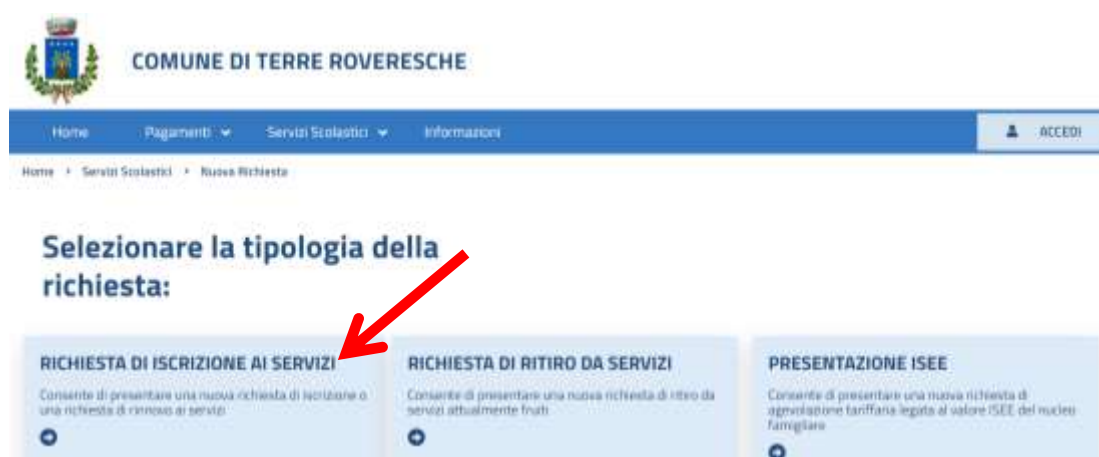 COMUNE DI TERRE ROVERESCHE
Home Pagamenti Servizi Scolastici Informazioni ACCEDI
Home > Servizi Scolastici > Nuova Richiesta
Selezionare la tipologia della
richiesta:
RICHIESTA DI ISCRIZIONE AI SERVIZI
Consente di presentare una nuova richiesta di iscrizione o
una richiesta di rinnovo ai servizi
RICHIESTA DI RITIRO DA SERVIZI
Consente di presentare una nuova richiesta di ritiro da
servizi attualmente fruiti
PRESENTAZIONE ISEE
Consente di presentare una nuova richiesta di
agevolazione tariffaria legata al valore ISEE del nucleo
famigliare